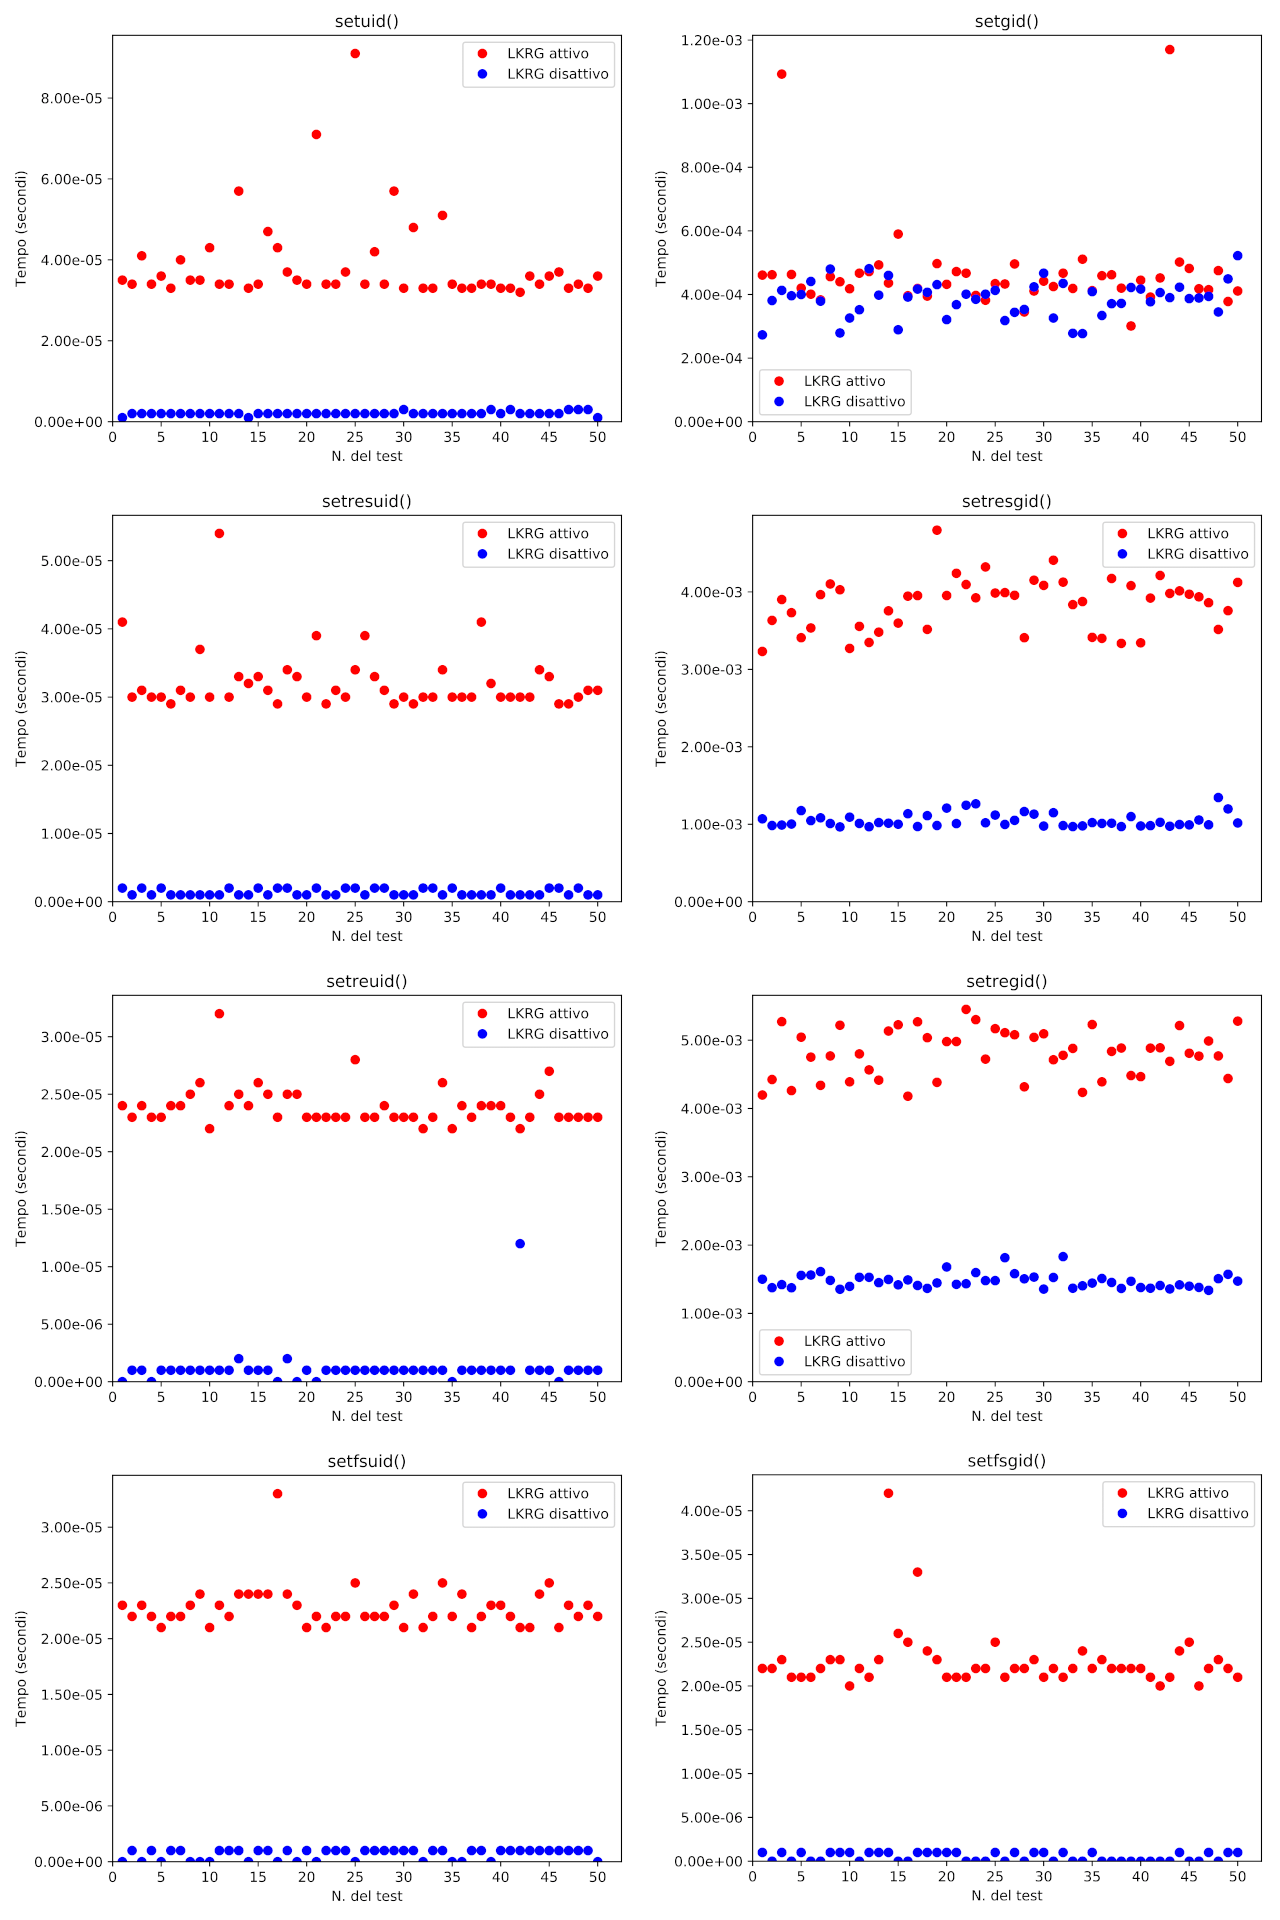 setuid()
LKRG attivo
LKRG disattivo
8.00e-05
6.00e-05
4.00e-05
2.00e-05
0.00e+00
Tempo (secondi)
0 5 10 15 20 25 30 35 40 45 50
N. del test
setgid()
1.20e-03
1.00e-03
8.00e-04
6.00e-04
4.00e-04
2.00e-04
0.00e+00
Tempo (secondi)
LKRG attivo
LKRG disattivo
0 5 10 15 20 25 30 35 40 45 50
N. del test
setresuid()
LKRG attivo
LKRG disattivo
5.00e-05
4.00e-05
3.00e-05
2.00e-05
1.00e-05
0.00e+00
Tempo (secondi)
0 5 10 15 20 25 30 35 40 45 50
N. del test
setresgid()
LKRG attivo
LKRG disattivo
4.00e-03
3.00e-03
2.00e-03
1.00e-03
0.00e+00
Tempo (secondi)
0 5 10 15 20 25 30 35 40 45 50
N. del test
setreuid()
LKRG attivo
LKRG disattivo
3.00e-05
2.50e-05
2.00e-05
1.50e-05
1.00e-05
5.00e-06
0.00e+00
Tempo (secondi)
0 5 10 15 20 25 30 35 40 45 50
N. del test
setregid()
5.00e-03
4.00e-03
3.00e-03
2.00e-03
1.00e-03
0.00e+00
Tempo (secondi)
LKRG attivo
LKRG disattivo
0 5 10 15 20 25 30 35 40 45 50
N. del test
setfsuid()
LKRG attivo
LKRG disattivo
3.00e-05
2.50e-05
2.00e-05
1.50e-05
1.00e-05
5.00e-06
0.00e+00
Tempo (secondi)
0 5 10 15 20 25 30 35 40 45 50
N. del test
setfsgid()
LKRG attivo
LKRG disattivo
4.00e-05
3.50e-05
3.00e-05
2.50e-05
2.00e-05
1.50e-05
1.00e-05
5.00e-06
0.00e+00
Tempo (secondi)
0 5 10 15 20 25 30 35 40 45 50
N. del test